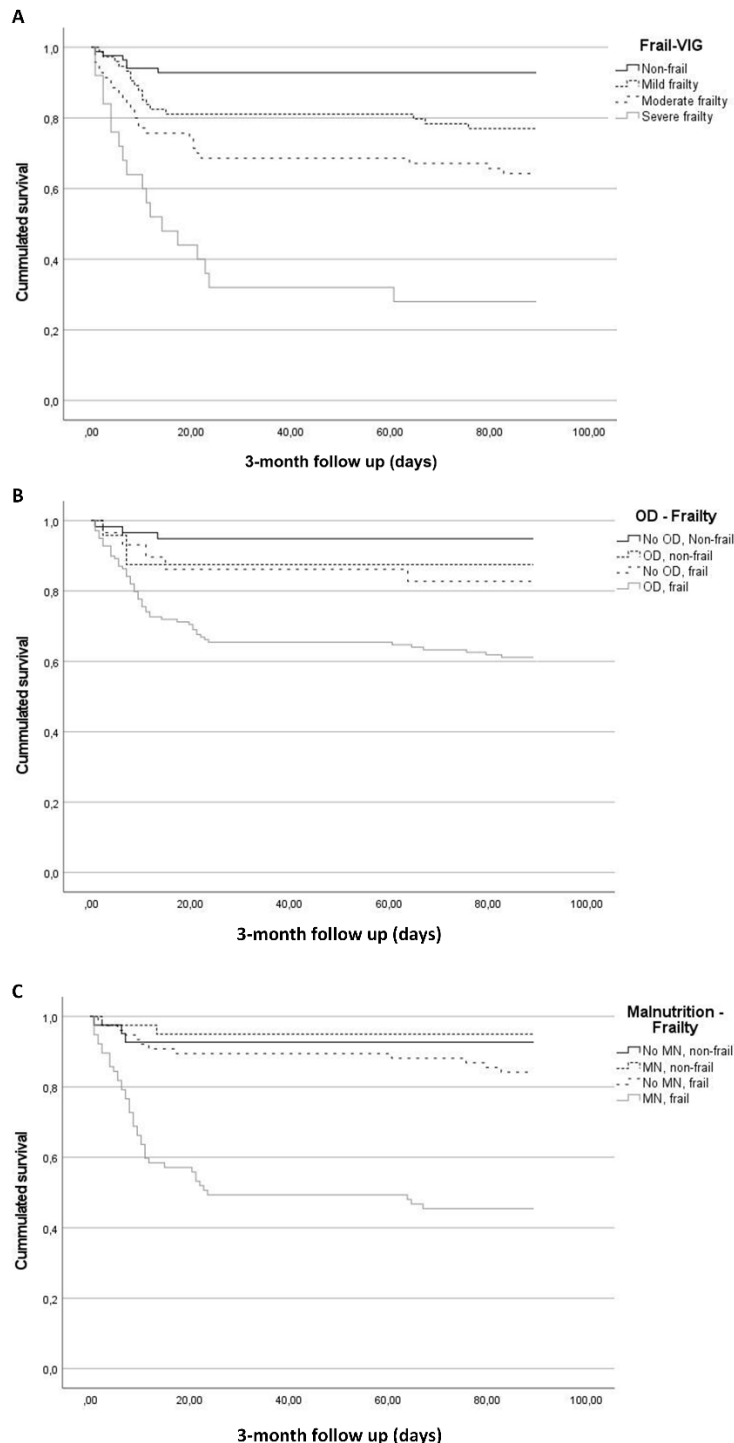 A
Frail-VIG
Non-frail
Mild frailty
Moderate frailty
Severe frailty
1,0
0,8
0,6
0,4
0,2
0,0
Cummulated survival
,00 20,00 40,00 60,00 80,00 100,00
3-month follow up (days)
B
OD - Frailty
No OD, Non-frail
OD, non-frail
No OD, frail
OD, frail
1,0
0,8
0,6
0,4
0,2
0,0
Cummulated survival
,00 20,00 40,00 60,00 80,00 100,00
3-month follow up (days)
C
Malnutrition -
Frailty
No MN, non-frail
MN, non-frail
No MN, frail
MN, frail
1,0
0,8
0,6
0,4
0,2
0,0
Cummulated survival
,00 20,00 40,00 60,00 80,00 100,00
3-month follow up (days)